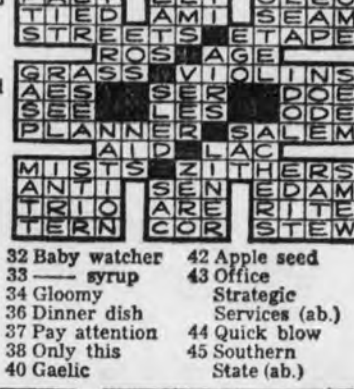 TIED AMI SEAM
STREETS ETAPE
ROS AGE
GRASS VIOLINS
AES SER DOE
SEE LES ODE
PLANNER SALEM
AID LAC
MISTS ZITHERS
ANTI SEN EDAM
TRIO ARE RITE
TERN COR STEW
32 Baby watcher
33 —— syrup
34 Gloomy
36 Dinner dish
37 Pay attention
38 Only this
40 Gaelic
42 Apple seed
43 Office
Strategic
Services (ab.)
44 Quick blow
45 Southern
State (ab.)